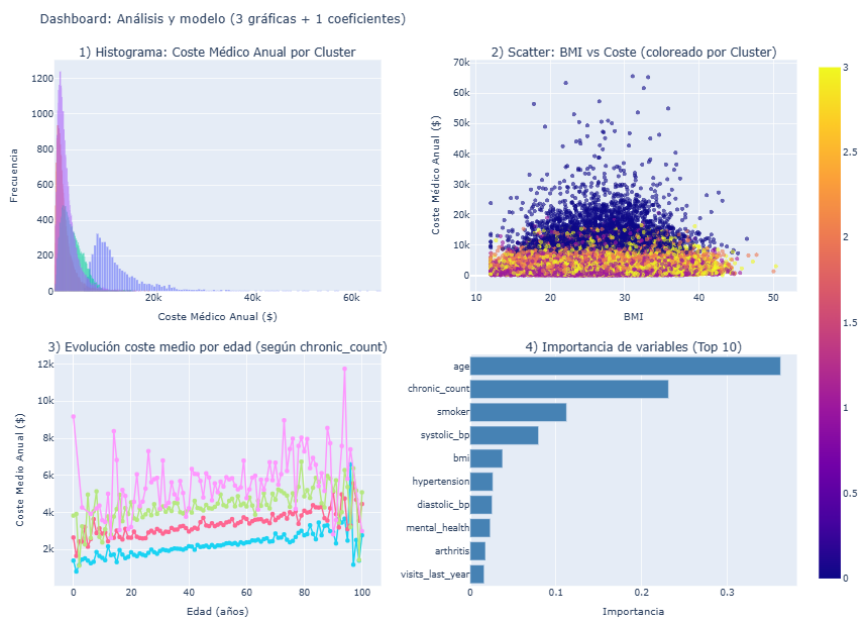 Dashboard: Análisis y modelo (3 gráficas + 1 coeficientes)
1) Histograma: Coste Médico Anual por Cluster
1200
1000
800
600
400
200
0
Frecuencia
20k
40k
60k
Coste Médico Anual ($)
2) Scatter: BMI vs Coste (coloreado por Cluster)
70k
60k
50k
40k
30k
20k
10k
0
Coste Médico Anual ($)
10
20
30
40
50
BMI
3
2.5
2
1.5
1
0.5
0
3) Evolución coste medio por edad (según chronic_count)
12k
10k
8k
6k
4k
2k
Coste Medio Anual ($)
0
20
40
60
80
100
Edad (años)
4) Importancia de variables (Top 10)
age
chronic_count
smoker
systolic_bp
bmi
hypertension
diastolic_bp
mental_health
arthritis
visits_last_year
0
0.1
0.2
0.3
Importancia